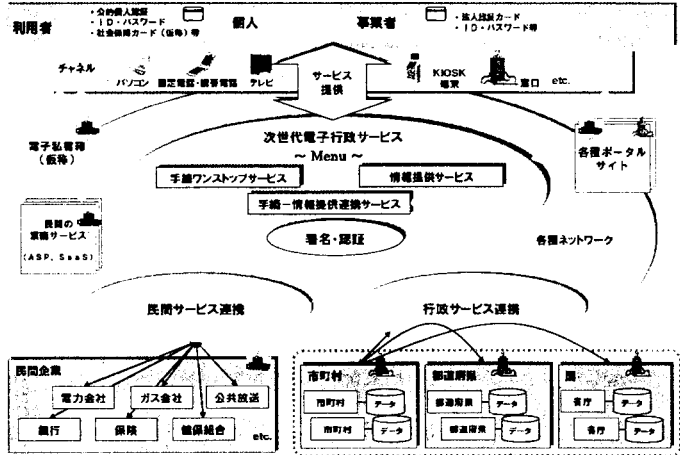 利用者
・公的個人認証
・ID・パスワード
・社会保障カード(仮称)等
個人
事業者
・法人認証カード
・ID・パスワード等
チャネル
パソコン
固定電話・携帯電話
テレビ
サービス
提供
KIOSK
端末
窓口
etc.
電子私書箱
(仮称)
次世代電子行政サービス
~ Menu ~
各種ポータル
サイト
手続ワンストップサービス
情報提供サービス
手続-情報提供連携サービス
署名・認証
民間の
業務サービス
(ASP、SaaS)
各種ネットワーク
民間サービス連携
行政サービス連携
民間企業
電力会社
ガス会社
公共放送
銀行
保険
健保組合
etc.
市町村
市町村
データ
市町村
データ
都道府県
都道府県
データ
都道府県
データ
国
省庁
データ
省庁
データ